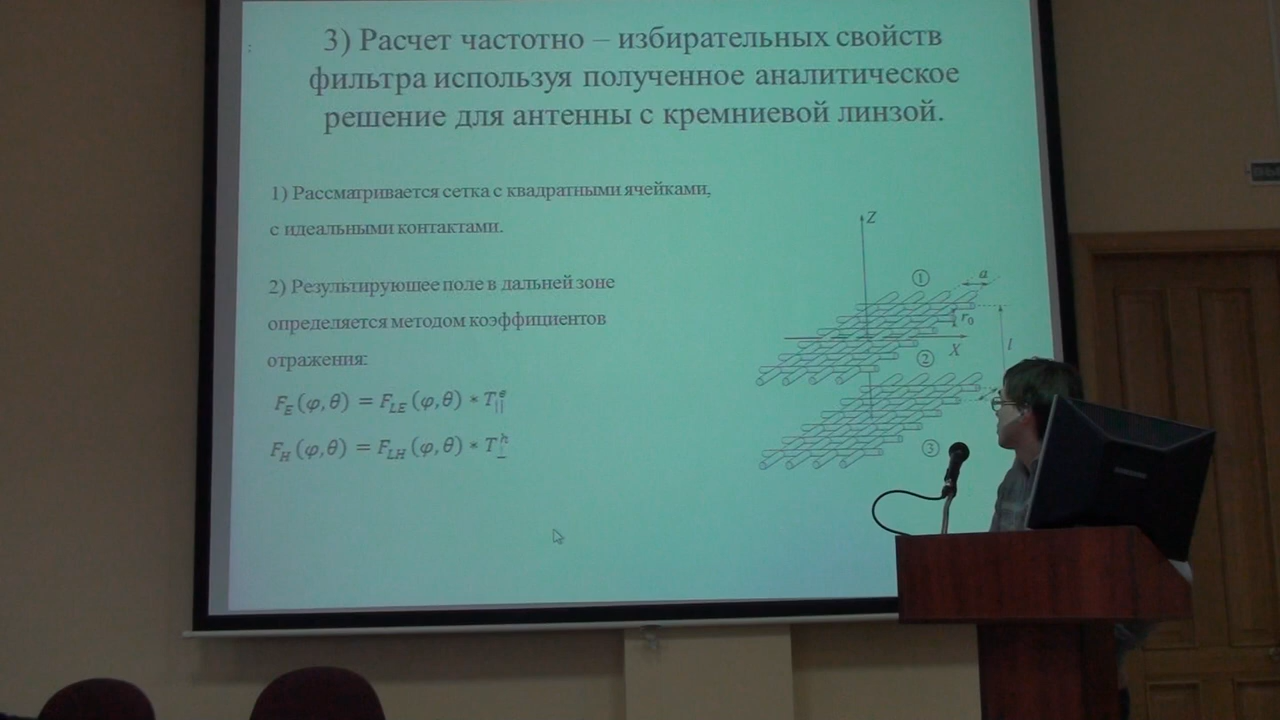 3) Расчет частотно – избирательных свойств
фильтра используя полученное аналитическое
решение для антенны с кремниевой линзой.
1) Рассматривается сетка с квадратными ячейками,
с идеальными контактами.
2) Результирующее поле в дальней зоне
определяется методом коэффициентов
отражения:
F_E(φ,θ) = F_LE(φ,θ) * T_||^e
F_H(φ,θ) = F_LH(φ,θ) * T_⊥^h
Z
1
a
r₀
X
2
l
3